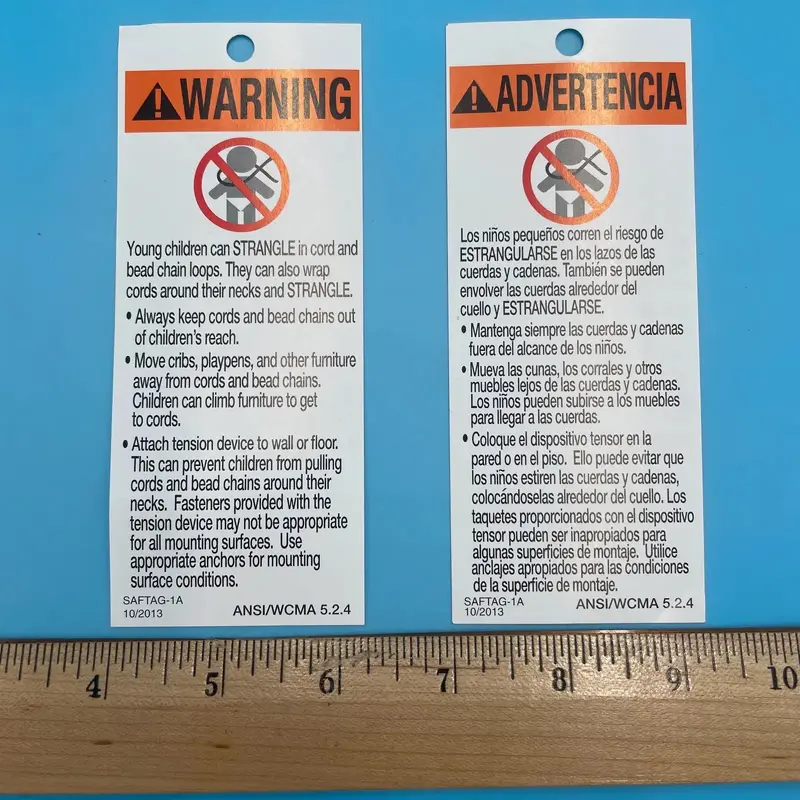 WARNING
Young children can STRANGLE in cord and
bead chain loops. They can also wrap
cords around their necks and STRANGLE.
• Always keep cords and bead chains out
of children's reach.
• Move cribs, playpens, and other furniture
away from cords and bead chains.
Children can climb furniture to get
to cords.
• Attach tension device to wall or floor.
This can prevent children from pulling
cords and bead chains around their
necks. Fasteners provided with the
tension device may not be appropriate
for all mounting surfaces. Use
appropriate anchors for mounting
surface conditions.
SAFTAG-1A
10/2013
ANSI/WCMA 5.2.4
ADVERTENCIA
Los niños pequeños corren el riesgo de
ESTRANGULARSE en los lazos de las
cuerdas y cadenas. También se pueden
envolver las cuerdas alrededor del
cuello y ESTRANGULARSE.
• Mantenga siempre las cuerdas y cadenas
fuera del alcance de los niños.
• Mueva las cunas, los corrales y otros
muebles lejos de las cuerdas y cadenas.
Los niños pueden subirse a los muebles
para llegar a las cuerdas.
• Coloque el dispositivo tensor en la
pared o en el piso. Ello puede evitar que
los niños estiren las cuerdas y cadenas,
colocándoselas alrededor del cuello. Los
taquetes proporcionados con el dispositivo
tensor pueden ser inapropiados para
algunas superficies de montaje. Utilice
anclajes apropiados para las condiciones
de la superficie de montaje.
SAFTAG-1A
10/2013
ANSI/WCMA 5.2.4
4 5 6 7 8 9 10